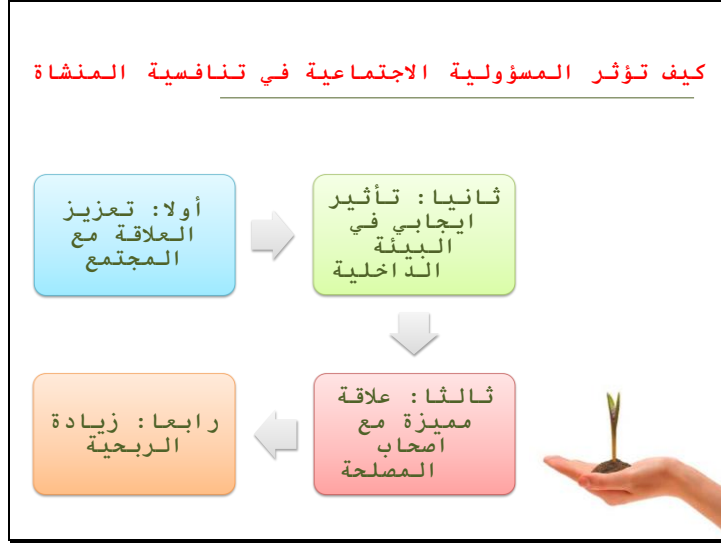 كيف تؤثر المسؤولية الاجتماعية في تنافسية المنشاة
أولا: تعزيز
العلاقة مع
المجتمع
ثانيا: تأثير
ايجابي في
البيئة
الداخلية
ثالثا: علاقة
مميزة مع
اصحاب
المصلحة
رابعا: زيادة
الربحية